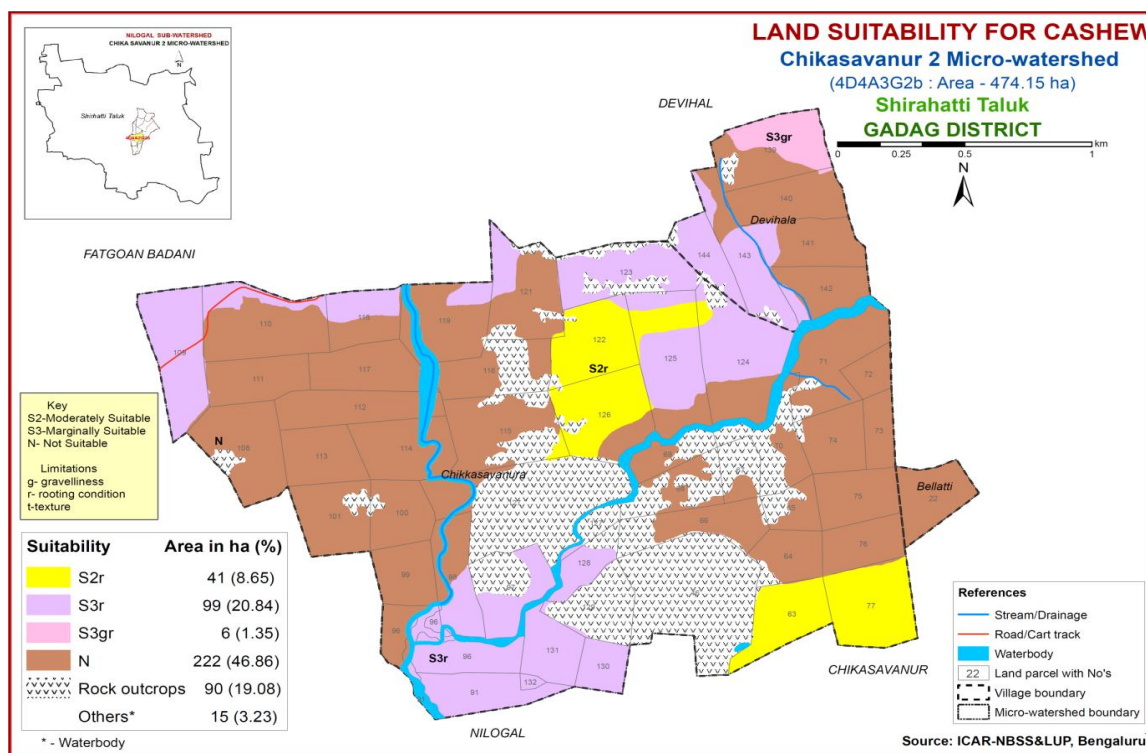 NILOGAL SUB-WATERSHED
CHIKA SAVANUR 2 MICRO-WATERSHED
N
Shirhatti Taluk
LAND SUITABILITY FOR CASHEW
Chikasavanur 2 Micro-watershed
(4D4A3G2b : Area - 474.15 ha)
Shirahatti Taluk
GADAG DISTRICT
km
0 0.25 0.5 1
N
DEVIHAL
S3gr
139
140
Devihala
141
144
143
142
FATGOAN BADANI
123
121
110
118
119
122
109
S2r
125
124
71
72
111
117
116
112
126
N
108
113
114
115
74
73
70
69
Chikkasavanura
Bellatti
22
101
100
75
66
76
64
99
128
63
77
96
96
S3r
96
131
130
91
132
CHIKASAVANUR
NILOGAL
Key
S2-Moderately Suitable
S3-Marginally Suitable
N- Not Suitable
Limitations
g- gravelliness
r- rooting condition
t-texture
Suitability Area in ha (%)
S2r 41 (8.65)
S3r 99 (20.84)
S3gr 6 (1.35)
N 222 (46.86)
Rock outcrops 90 (19.08)
Others* 15 (3.23)
* - Waterbody
References
Stream/Drainage
Road/Cart track
Waterbody
22 Land parcel with No's
Village boundary
Micro-watershed boundary
Source: ICAR-NBSS&LUP, Bengaluru